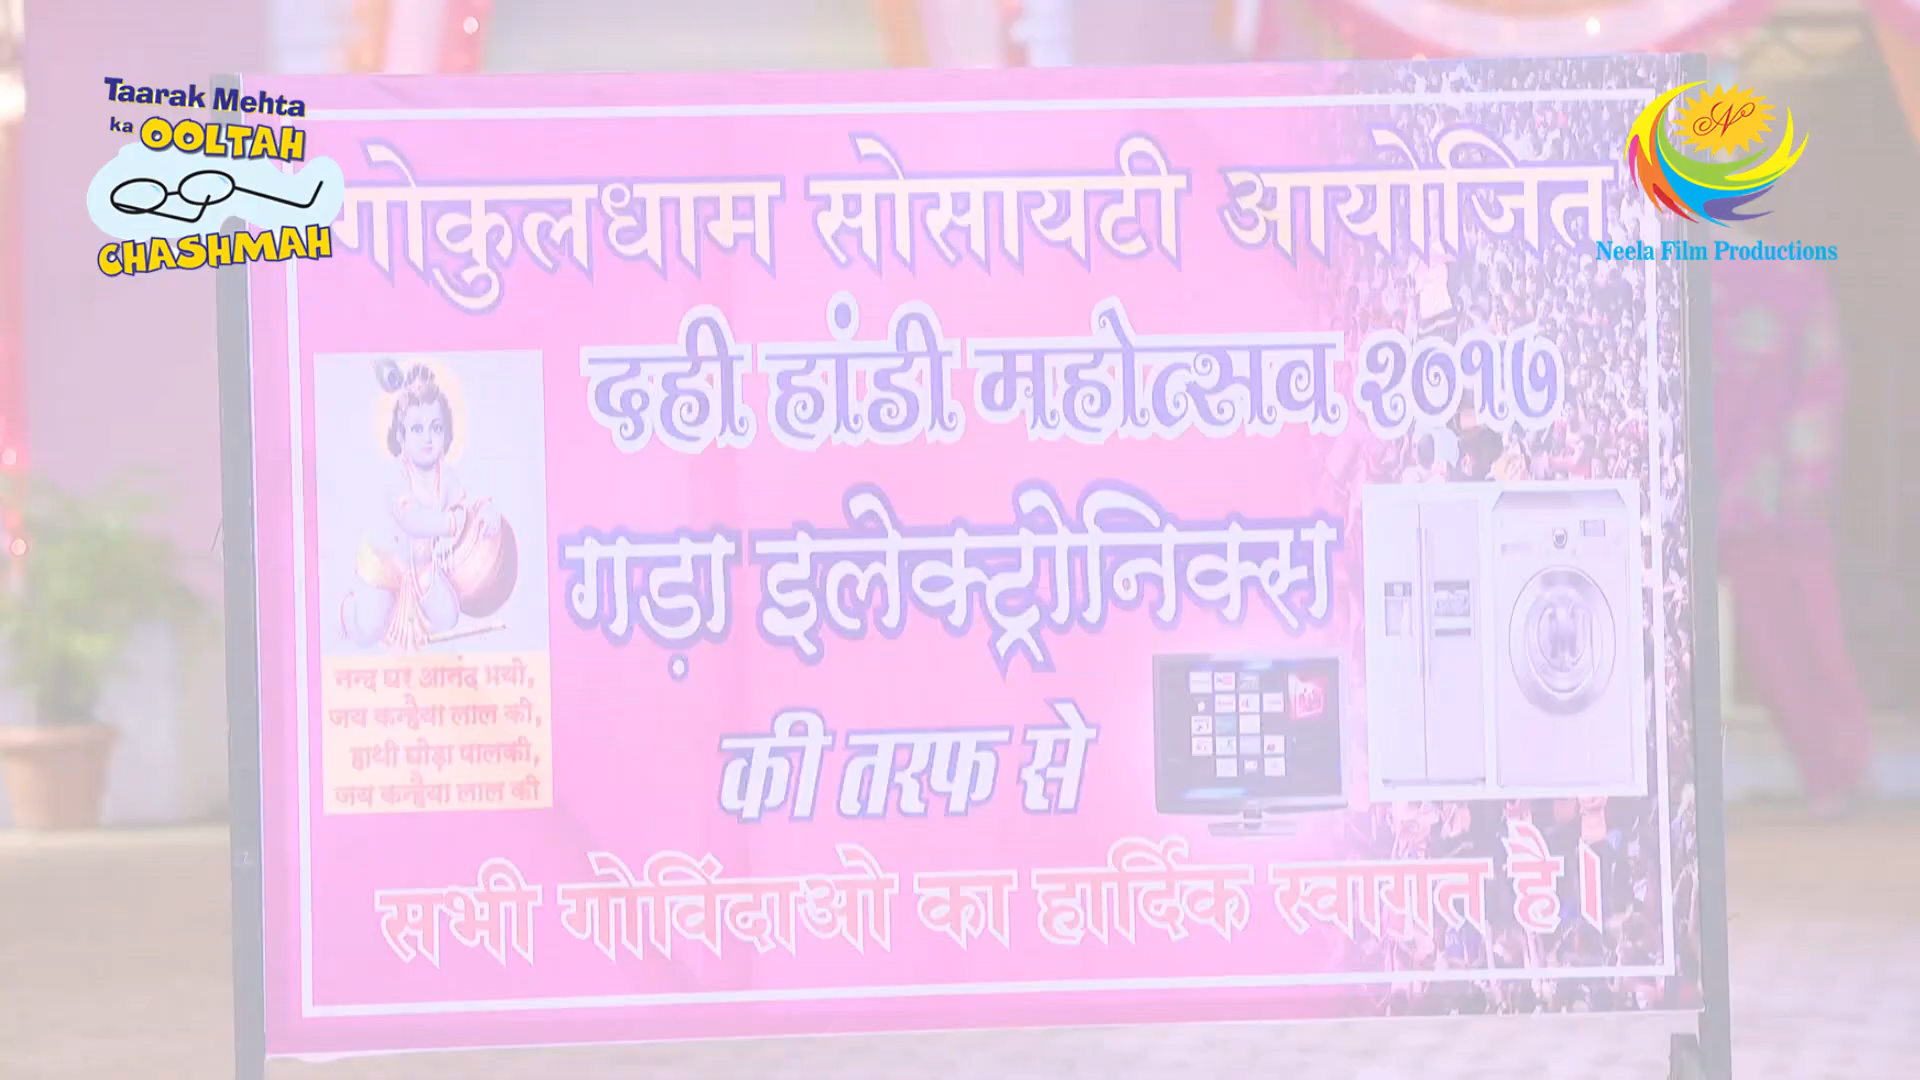 Taarak Mehta
ka OOLTAH
CHASHMAH
N
Neela Film Productions
गोकुलधाम सोसायटी आयोजित
दही हांडी महोत्सव २०१७
गड़ा इलेक्ट्रोनिक्स
की तरफ से
नन्द घर आनंद भयो,
जय कन्हैया लाल की,
हाथी घोड़ा पालकी,
जय कन्हैया लाल की
सभी गोविंदाओ का हार्दिक स्वागत है।